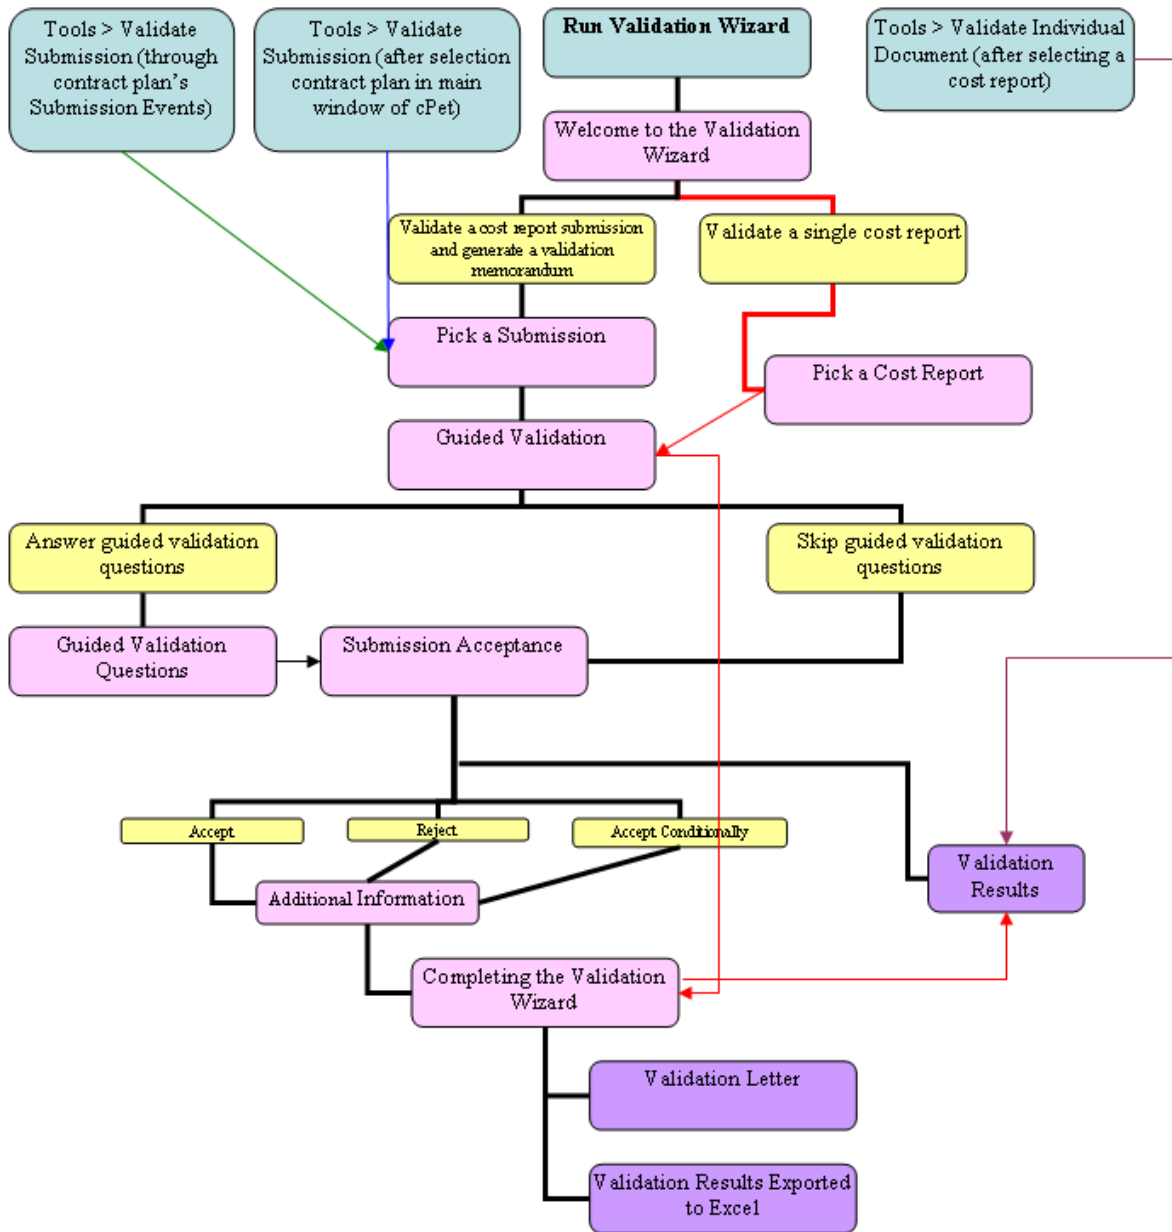 Tools > Validate
Submission (through
contract plan's
Submission Events)
Tools > Validate
Submission (after selection
contract plan in main
window of cPet)
Run Validation Wizard
Tools > Validate Individual
Document (after selecting a
cost report)
Welcome to the Validation
Wizard
Validate a cost report submission
and generate a validation
memorandum
Validate a single cost report
Pick a Submission
Pick a Cost Report
Guided Validation
Answer guided validation
questions
Skip guided validation
questions
Guided Validation
Questions
Submission Acceptance
Accept
Reject
Accept Conditionally
Validation
Results
Additional Information
Completing the Validation
Wizard
Validation Letter
Validation Results Exported
to Excel